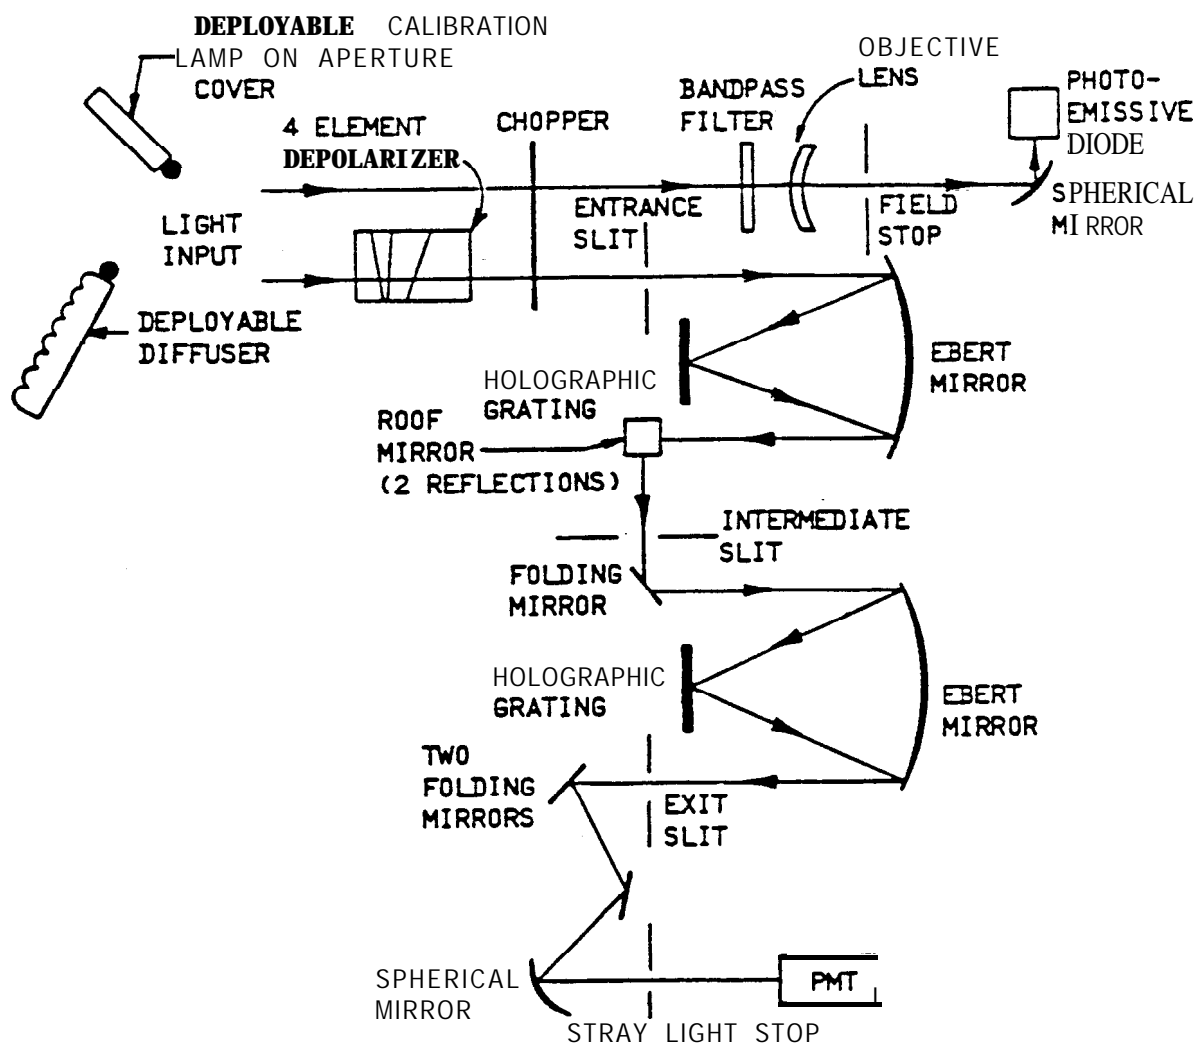 DEPLOYABLE CALIBRATION
LAMP ON APERTURE
COVER
4 ELEMENT
DEPOLARIZER
CHOPPER
BANDPASS
FILTER
OBJECTIVE
LENS
PHOTO-
EMISSIVE
DIODE
SPHERICAL
MIRROR
LIGHT
INPUT
ENTRANCE
SLIT
FIELD
STOP
DEPLOYABLE
DIFFUSER
EBERT
MIRROR
HOLOGRAPHIC
GRATING
ROOF
MIRROR
(2 REFLECTIONS)
INTERMEDIATE
SLIT
FOLDING
MIRROR
HOLOGRAPHIC
GRATING
EBERT
MIRROR
TWO
FOLDING
MIRRORS
EXIT
SLIT
SPHERICAL
MIRROR
PMT
STRAY LIGHT STOP